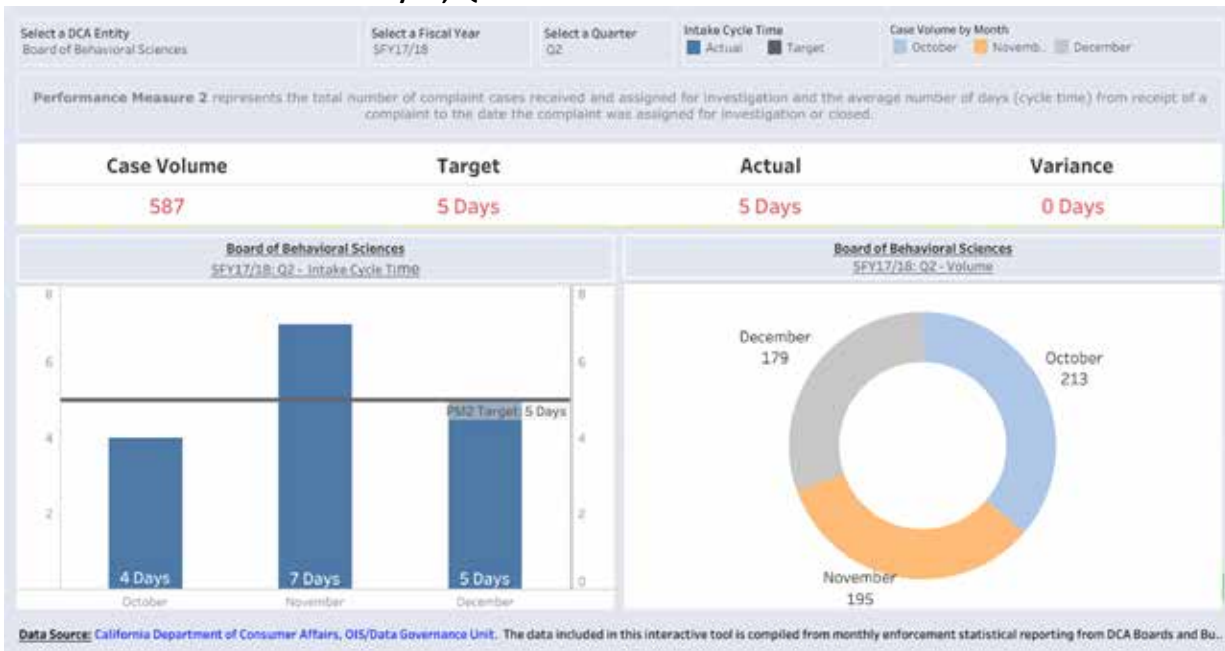 Select a DCA Entity
Board of Behavioral Sciences
Select a Fiscal Year
SFY17/18
Select a Quarter
Q2
Intake Cycle Time
Actual Target
Case Volume by Month
October Novemb.. December
Performance Measure 2 represents the total number of complaint cases received and assigned for investigation and the average number of days (cycle time) from receipt of a
complaint to the date the complaint was assigned for investigation or closed.
Case Volume Target Actual Variance
587 5 Days 5 Days 0 Days
Board of Behavioral Sciences
SFY17/18: Q2 - Intake Cycle Time
8 8
6 6
PM2 Target: 5 Days
4 4
2 2
4 Days 7 Days 5 Days 0
October November December
Board of Behavioral Sciences
SFY17/18: Q2 - Volume
December
179
October
213
November
195
Data Source: California Department of Consumer Affairs, OIS/Data Governance Unit. The data included in this interactive tool is compiled from monthly enforcement statistical reporting from DCA Boards and Bu..